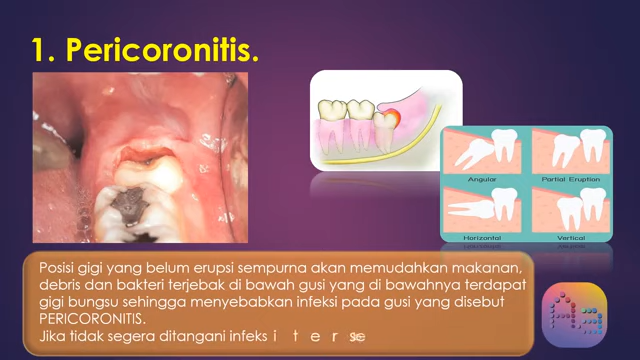 1. Pericoronitis.
Angular
Partial Eruption
Horizontal
Vertical
Posisi gigi yang belum erupsi sempurna akan memudahkan makanan,
debris dan bakteri terjebak di bawah gusi yang di bawahnya terdapat
gigi bungsu sehingga menyebabkan infeksi pada gusi yang disebut
PERICORONITIS.
Jika tidak segera ditangani infeks i t e r se